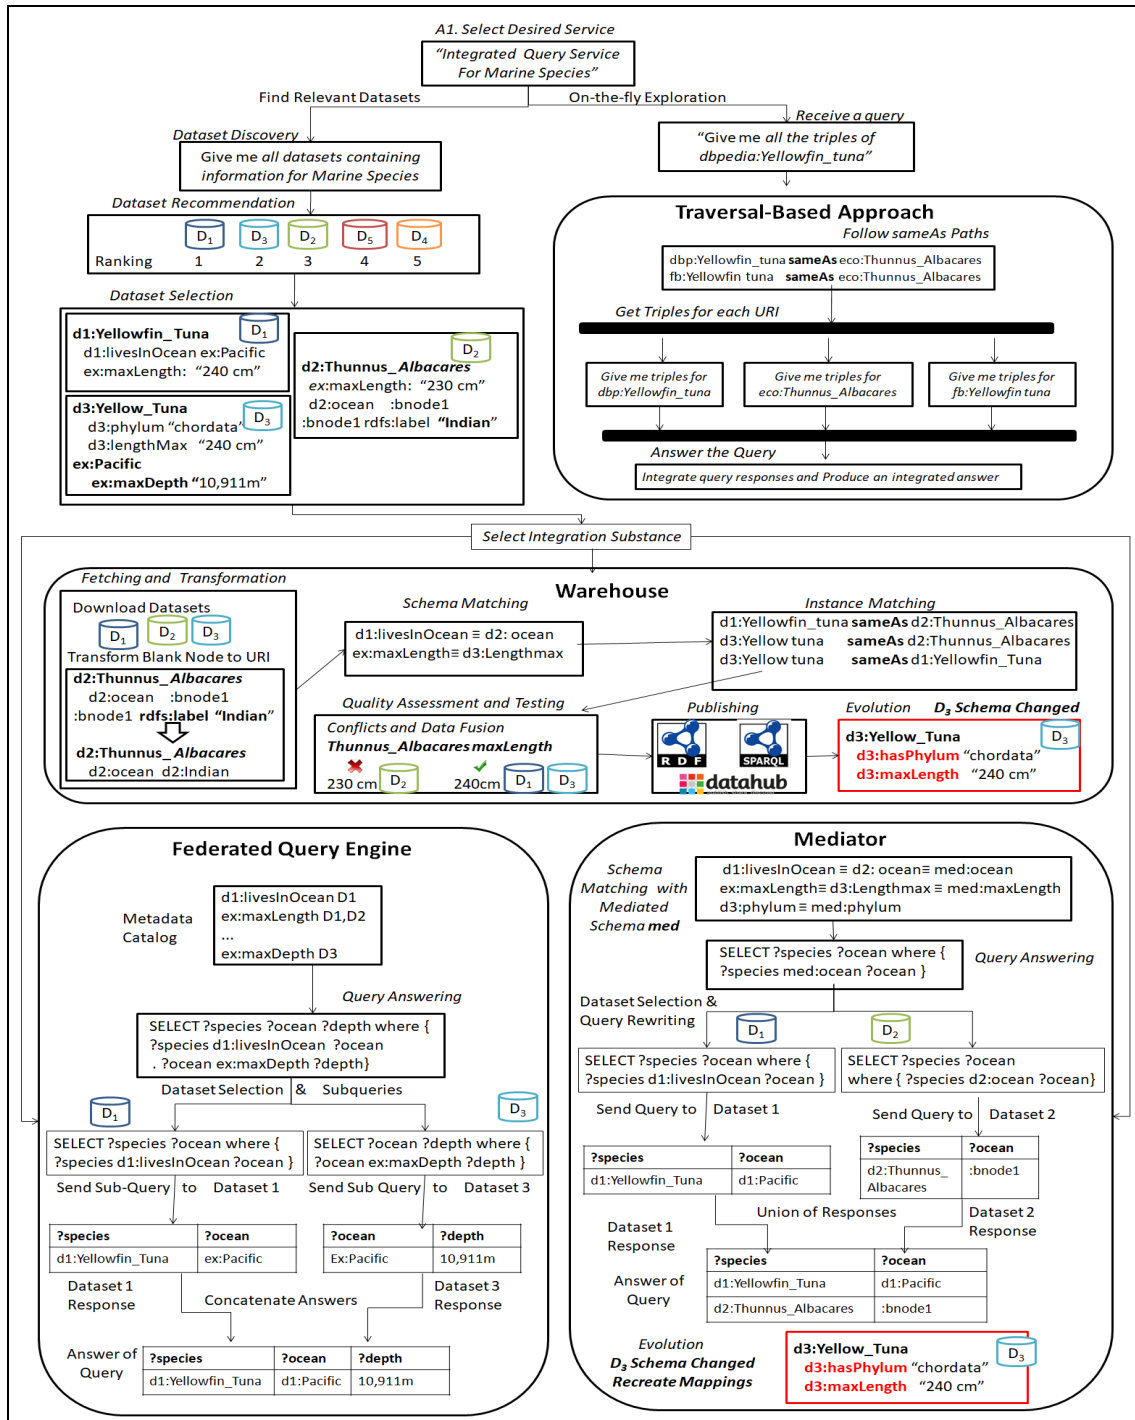 A1. Select Desired Service
“Integrated Query Service
For Marine Species”
Find Relevant Datasets
On-the-fly Exploration
Dataset Discovery
Give me all datasets containing
information for Marine Species
Dataset Recommendation
D1 D3 D2 D5 D4
Ranking 1 2 3 4 5
Dataset Selection
D1
d1:Yellowfin_Tuna
d1:livesInOcean ex:Pacific
ex:maxLength: “240 cm”
D3
d3:Yellow_Tuna
d3:phylum “chordata”
d3:lengthMax “240 cm”
ex:Pacific
ex:maxDepth “10,911m”
D2
d2:Thunnus_Albacares
ex:maxLength: “230 cm”
d2:ocean :bnode1
:bnode1 rdfs:label “Indian”
Receive a query
“Give me all the triples of
dbpedia:Yellowfin_tuna”
Traversal-Based Approach
Follow sameAs Paths
dbp:Yellowfin_tuna sameAs eco:Thunnus_Albacares
fb:Yellowfin tuna sameAs eco:Thunnus_Albacares
Get Triples for each URI
Give me triples for
dbp:Yellowfin_tuna
Give me triples for
eco:Thunnus_Albacares
Give me triples for
fb:Yellowfin tuna
Answer the Query
Integrate query responses and Produce an integrated answer
Select Integration Substance
Warehouse
Fetching and Transformation
Download Datasets
D1 D2 D3
Transform Blank Node to URI
d2:Thunnus_Albacares
d2:ocean :bnode1
:bnode1 rdfs:label “Indian”
d2:Thunnus_Albacares
d2:ocean d2:Indian
Schema Matching
d1:livesInOcean ≡ d2: ocean
ex:maxLength≡ d3:Lengthmax
Instance Matching
d1:Yellowfin_tuna sameAs d2:Thunnus_Albacares
d3:Yellow tuna sameAs d2:Thunnus_Albacares
d3:Yellow tuna sameAs d1:Yellowfin_Tuna
Quality Assessment and Testing
Conflicts and Data Fusion
Thunnus_Albacares maxLength
230 cm D2 240cm D1 D3
Publishing
RDF
SPARQL
datahub
Evolution D3 Schema Changed
D3
d3:Yellow_Tuna
d3:hasPhylum “chordata”
d3:maxLength “240 cm”
Federated Query Engine
Metadata
Catalog
d1:livesInOcean D1
ex:maxLength D1,D2
...
ex:maxDepth D3
Query Answering
SELECT ?species ?ocean ?depth where {
?species d1:livesInOcean ?ocean
. ?ocean ex:maxDepth ?depth}
Dataset Selection & Subqueries
D1
D3
SELECT ?species ?ocean where {
?species d1:livesInOcean ?ocean }
SELECT ?ocean ?depth where {
?ocean ex:maxDepth ?depth }
Send Sub-Query to Dataset 1
Send Sub Query to Dataset 3
?species ?ocean
d1:Yellowfin_Tuna ex:Pacific
?ocean ?depth
Ex:Pacific 10,911m
Dataset 1
Response
Concatenate Answers
Dataset 3
Response
Answer of
Query
?species ?ocean ?depth
d1:Yellowfin_Tuna d1:Pacific 10,911m
Mediator
Schema
Matching with
Mediated
Schema med
d1:livesInOcean ≡ d2: ocean≡ med:ocean
ex:maxLength≡ d3:Lengthmax ≡ med:maxLength
d3:phylum ≡ med:phylum
SELECT ?species ?ocean where {
?species med:ocean ?ocean }
Query Answering
Dataset Selection &
Query Rewriting
D1
D2
SELECT ?species ?ocean where {
?species d1:livesInOcean ?ocean }
SELECT ?species ?ocean
where { ?species d2:ocean ?ocean}
Send Query to Dataset 1
Send Query to Dataset 2
?species ?ocean
d1:Yellowfin_Tuna d1:Pacific
?species ?ocean
d2:Thunnus_ :bnode1
Albacares
Dataset 1
Response
Union of Responses
Dataset 2
Response
Answer of
Query
?species ?ocean
d1:Yellowfin_Tuna d1:Pacific
d2:Thunnus_Albacares :bnode1
Evolution
D3 Schema Changed
Recreate Mappings
D3
d3:Yellow_Tuna
d3:hasPhylum “chordata”
d3:maxLength “240 cm”